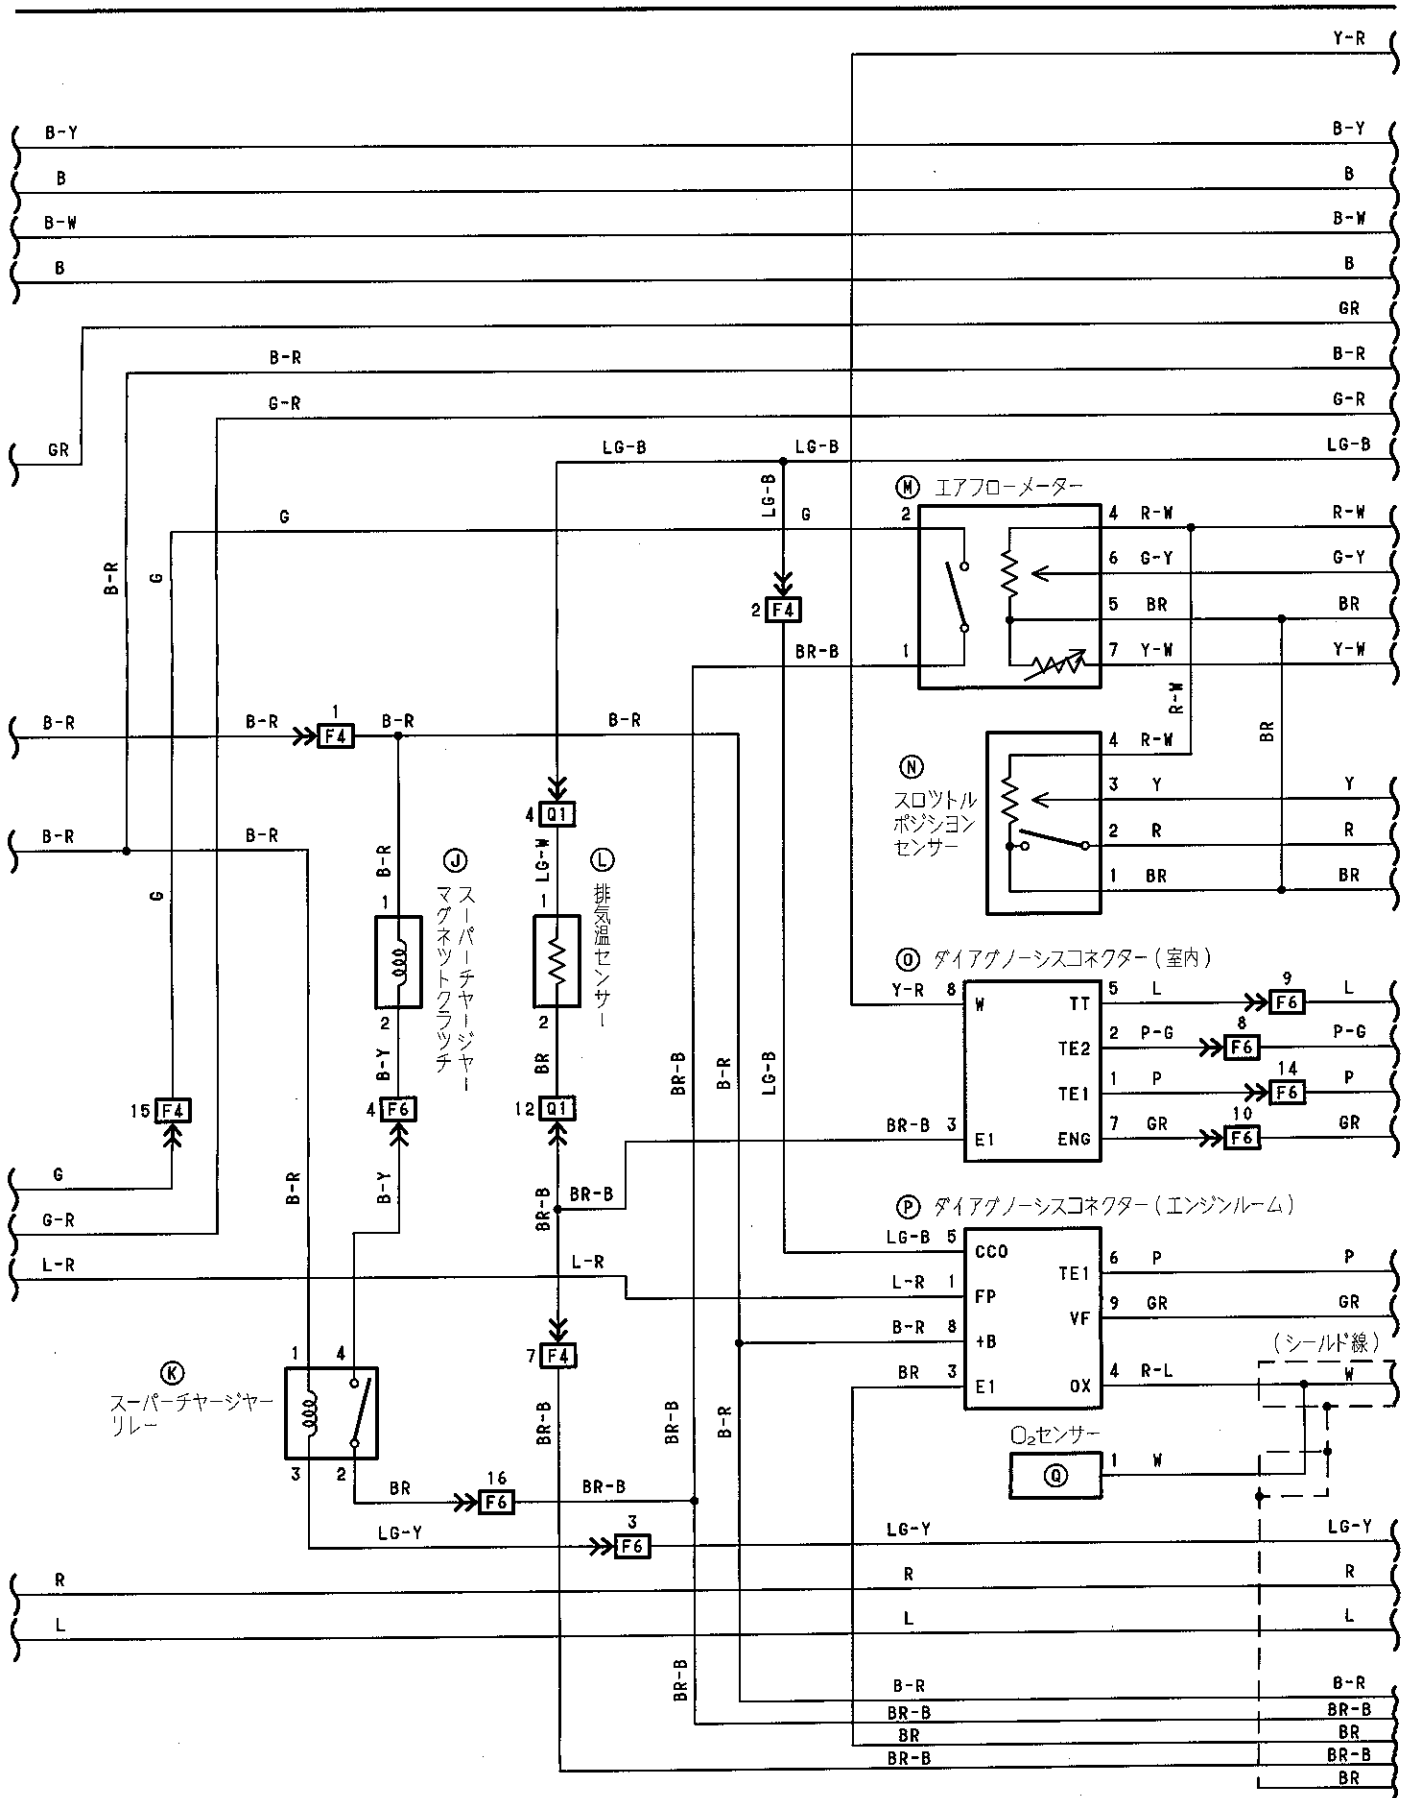 Y-R
B-Y B-Y
B B
B-W B-W
B B
GR
B-R B-R
G-R G-R
GR LG-B LG-B LG-B
LG-B
Ⓜ エアフローメーター
G G 2 4 R-W R-W
B-R G 6 G-Y G-Y
2 F4 5 BR BR
BR-B 1 7 Y-W Y-W
R-W BR
B-R B-R 1 F4 B-R B-R
4 R-W
Ⓝ スロットルポジションセンサー
3 Y Y
2 R R
1 BR BR
B-R B-R
4 Q1
B-R LG-W
G
Ⓙ スーパーチャージャー
マグネットクラッチ
1
2
Ⓛ 排気温センサー
1
2
B-Y BR BR-B B-R LG-B
Ⓞ ダイアグノーシスコネクター(室内)
Y-R 8 W TT 5 L 9 F6 L
TE2 2 P-G 8 F6 P-G
TE1 1 P 14 F6 P
BR-B 3 E1 ENG 7 GR 10 F6 GR
15 F4 4 F6 12 Q1
G
B-R B-Y BR-B BR-B
G-R
L-R L-R
Ⓟ ダイアグノーシスコネクター(エンジンルーム)
LG-B 5 CCO TE1 6 P P
L-R 1 FP VF 9 GR GR
B-R 8 +B
(シールド線)
BR 3 E1 OX 4 R-L W
7 F4
Ⓚ スーパーチャージャー
リレー
1 4
3 2
BR-B BR-B B-R
O₂センサー
Ⓠ 1 W
BR 16 F6 BR-B
LG-Y 3 F6 LG-Y LG-Y
R R R
L L L
BR-B
B-R B-R
BR-B BR-B
BR BR
BR-B BR-B
BR